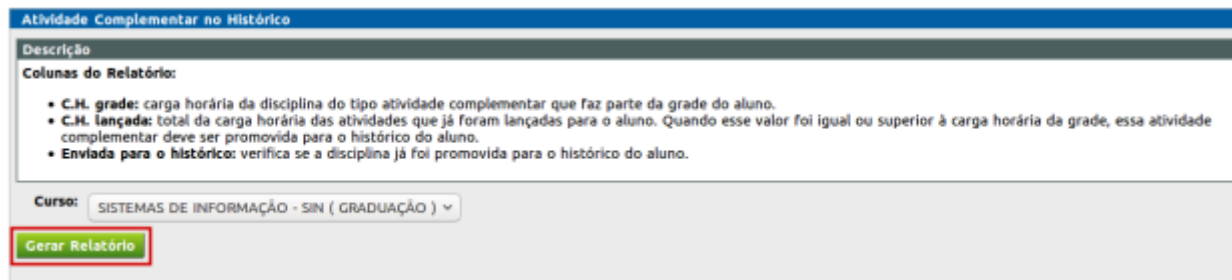 Atividade Complementar no Histórico
Descrição
Colunas do Relatório:
• C.H. grade: carga horária da disciplina do tipo atividade complementar que faz parte da grade do aluno.
• C.H. lançada: total da carga horária das atividades que já foram lançadas para o aluno. Quando esse valor foi igual ou superior à carga horária da grade, essa atividade
complementar deve ser promovida para o histórico do aluno.
• Enviada para o histórico: verifica se a disciplina já foi promovida para o histórico do aluno.
Curso: SISTEMAS DE INFORMAÇÃO - SIN ( GRADUAÇÃO )
Gerar Relatório